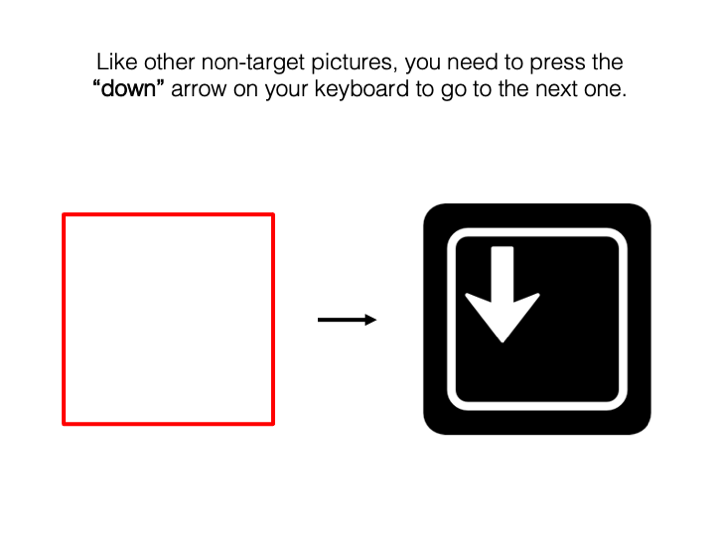 Like other non-target pictures, you need to press the
“down” arrow on your keyboard to go to the next one.